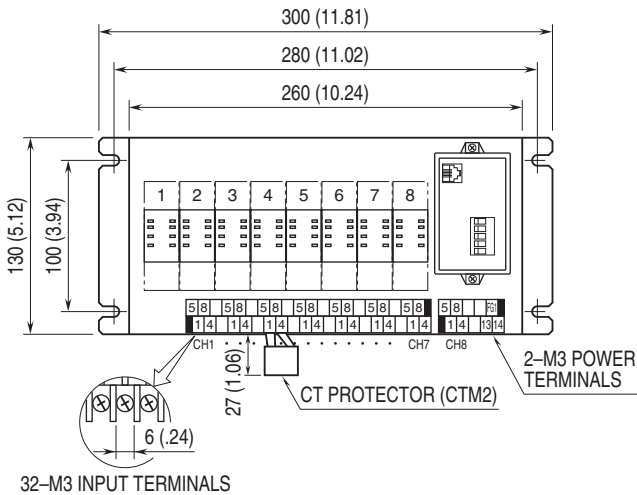 300 (11.81)
280 (11.02)
260 (10.24)
130 (5.12)
100 (3.94)
1 2 3 4 5 6 7 8
5 8 5 8 5 8 5 8 5 8 5 8 5 8 5 8 FG1
1 4 1 4 1 4 1 4 1 4 1 4 1 4 1 4 13 14
CH1 CH7 CH8
27 (1.06)
2–M3 POWER
TERMINALS
CT PROTECTOR (CTM2)
6 (.24)
32–M3 INPUT TERMINALS